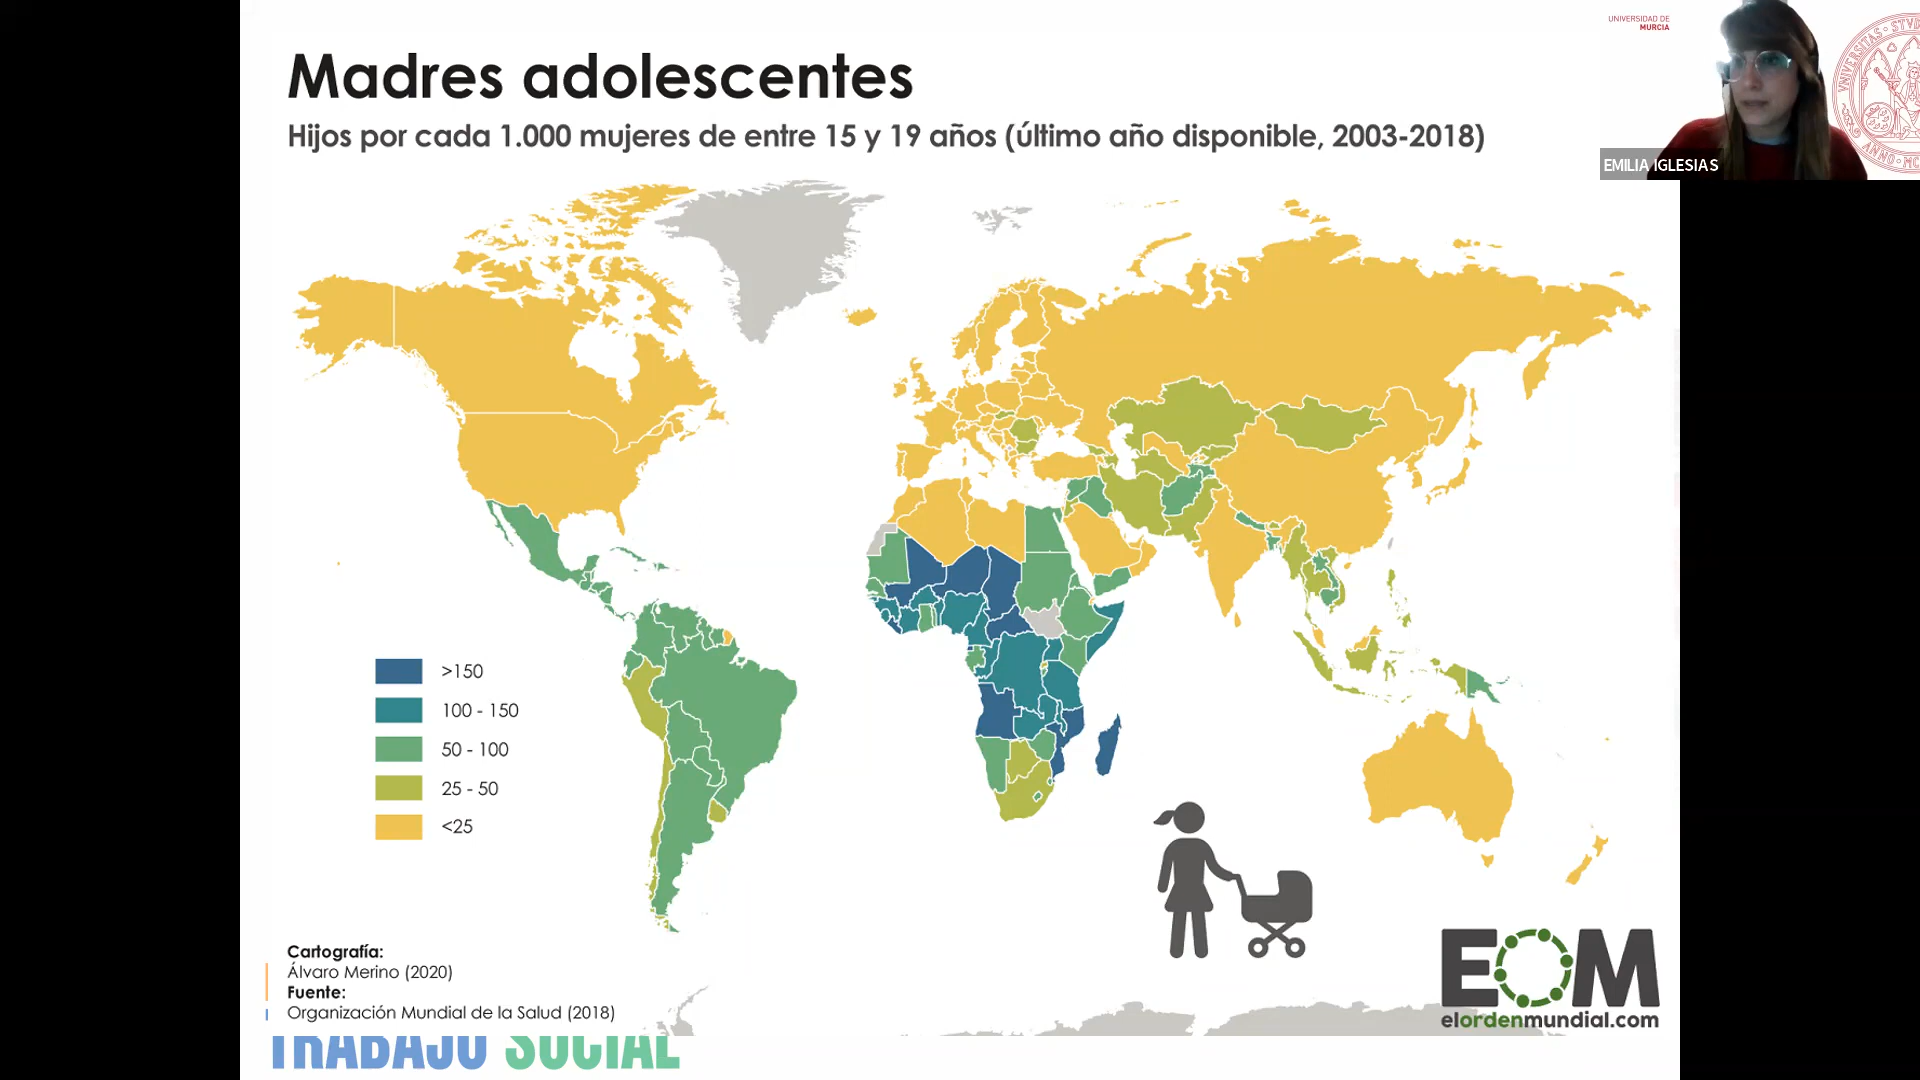 Madres adolescentes
Hijos por cada 1.000 mujeres de entre 15 y 19 años (último año disponible, 2003-2018)
UNIVERSIDAD DE
MURCIA
EMILIA IGLESIAS
>150
100 - 150
50 - 100
25 - 50
<25
Cartografía:
Álvaro Merino (2020)
Fuente:
Organización Mundial de la Salud (2018)
EOM
elordenmundial.com
TRABAJO SOCIAL